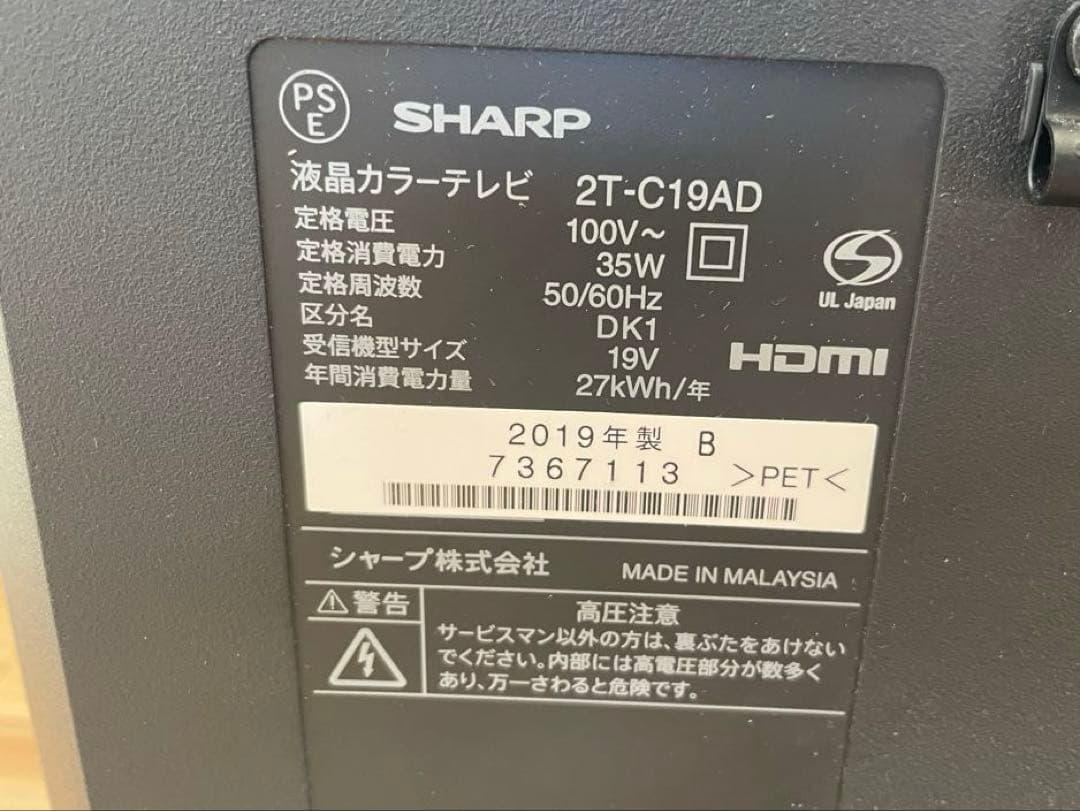 PSE
SHARP
液晶カラーテレビ 2T-C19AD
定格電圧 100V~
定格消費電力 35W
定格周波数 50/60Hz
区分名 DK1
受信機型サイズ 19V
年間消費電力量 27kWh/年
UL Japan
HDMI
2019年製 B
7367113 >PET<
シャープ株式会社 MADE IN MALAYSIA
⚠警告 高圧注意
サービスマン以外の方は、裏ぶたをあけない
でください。内部には高電圧部分が数多く
あり、万一さわると危険です。